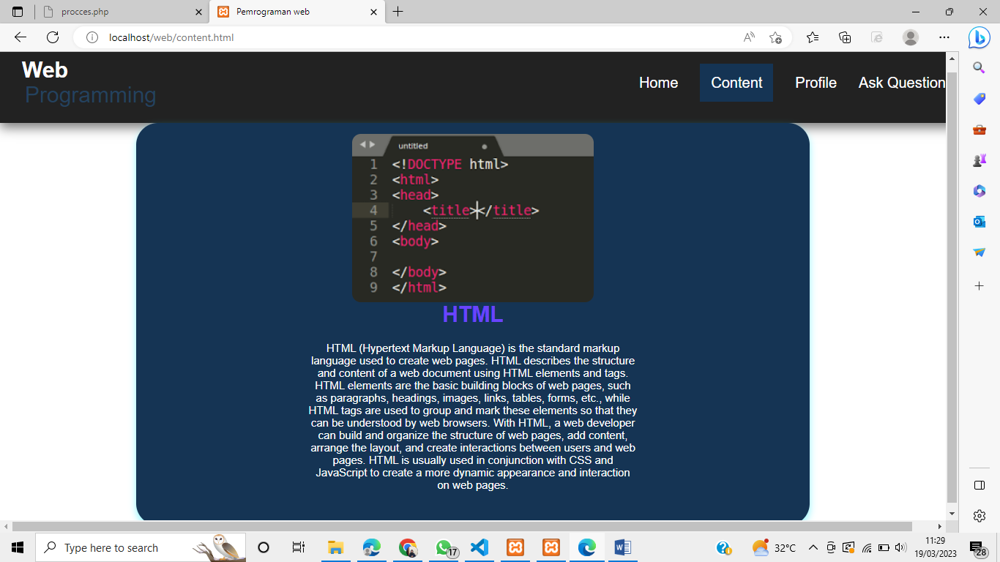 procces.php
Pemrograman web
localhost/web/content.html
Web
Programming
Home
Content
Profile
Ask Question
untitled
1 <!DOCTYPE html>
2 <html>
3 <head>
4 <title></title>
5 </head>
6 <body>
7
8 </body>
9 </html>
HTML
HTML (Hypertext Markup Language) is the standard markup
language used to create web pages. HTML describes the structure
and content of a web document using HTML elements and tags.
HTML elements are the basic building blocks of web pages, such
as paragraphs, headings, images, links, tables, forms, etc., while
HTML tags are used to group and mark these elements so that they
can be understood by web browsers. With HTML, a web developer
can build and organize the structure of web pages, add content,
arrange the layout, and create interactions between users and web
pages. HTML is usually used in conjunction with CSS and
JavaScript to create a more dynamic appearance and interaction
on web pages.
Type here to search
17
32°C
11:29
19/03/2023
28